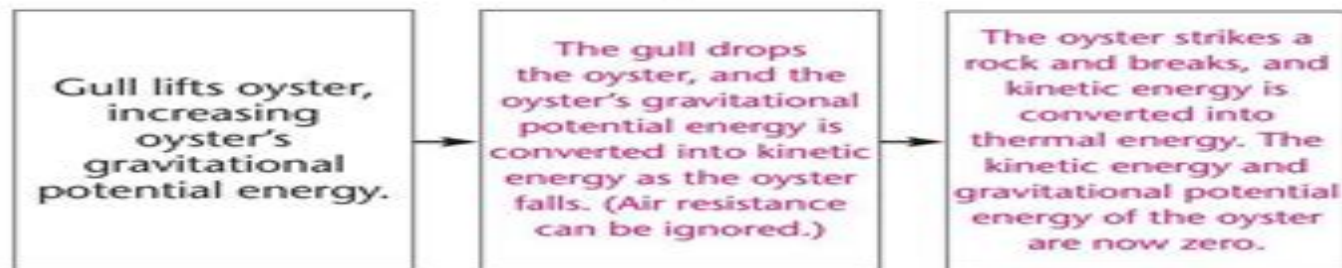 Gull lifts oyster,
increasing
oyster's
gravitational
potential energy.
The gull drops
the oyster, and the
oyster's gravitational
potential energy is
converted into kinetic
energy as the oyster
falls. (Air resistance
can be ignored.)
The oyster strikes a
rock and breaks, and
kinetic energy is
converted into
thermal energy. The
kinetic energy and
gravitational potential
energy of the oyster
are now zero.